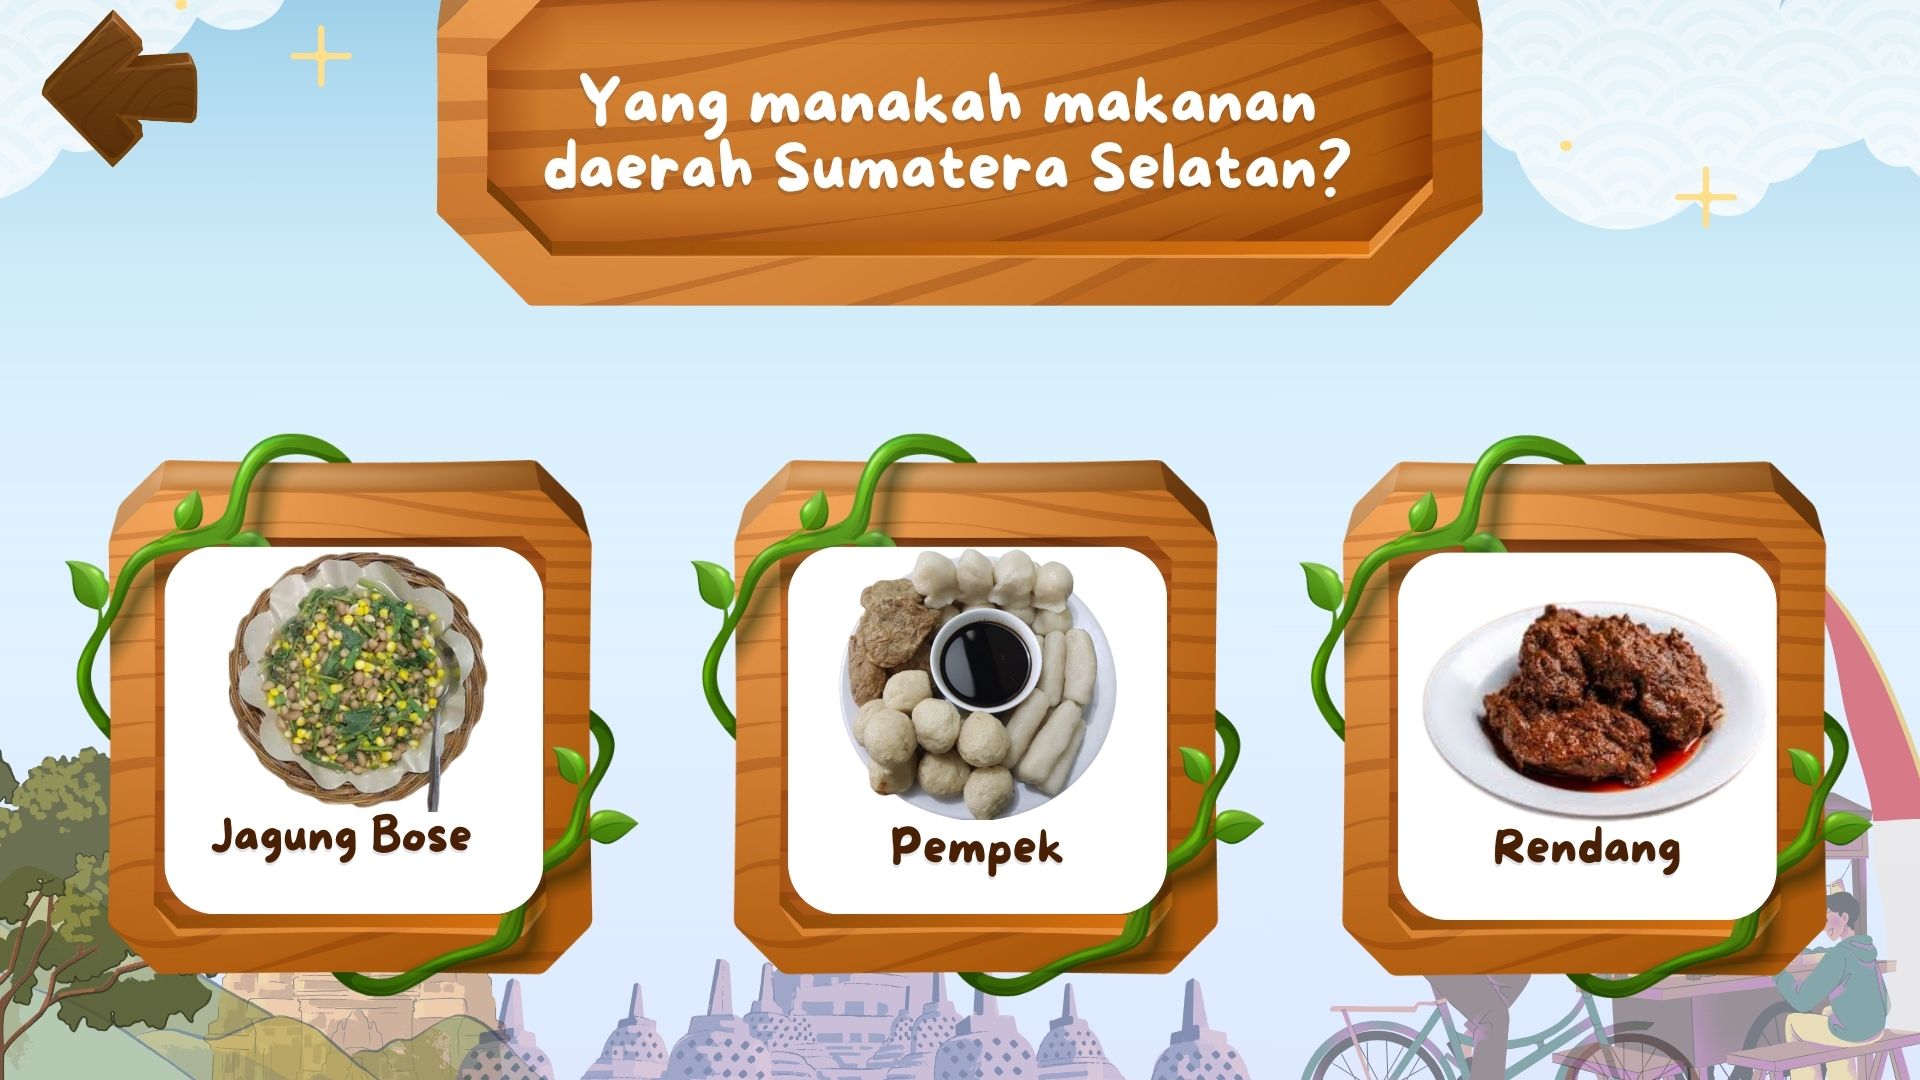 Yang manakah makanan
daerah Sumatera Selatan?
Jagung Bose
Pempek
Rendang